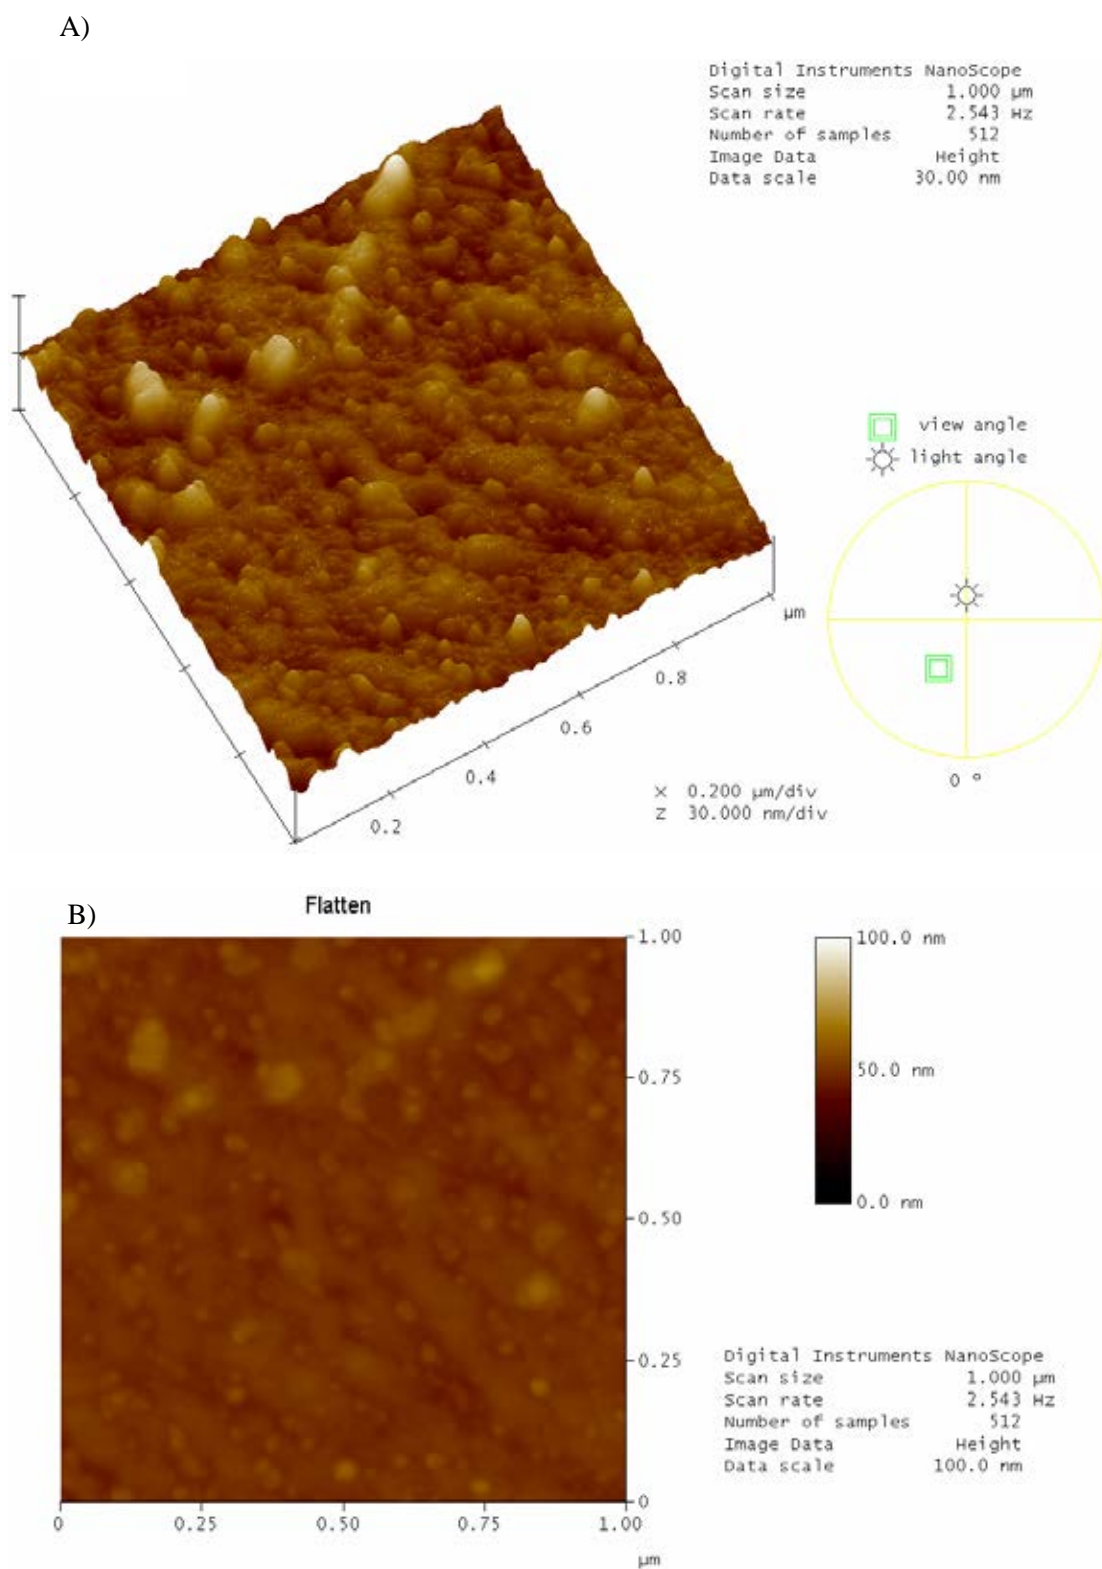 A)
Digital Instruments NanoScope
Scan size 1.000 µm
Scan rate 2.543 Hz
Number of samples 512
Image Data Height
Data scale 30.00 nm
view angle
light angle
µm
0.8
0.6
0.4
0.2
0 º
X 0.200 µm/div
Z 30.000 nm/div
B)
Flatten
1.00
0.75
0.50
0.25
0
0 0.25 0.50 0.75 1.00
µm
100.0 nm
50.0 nm
0.0 nm
Digital Instruments NanoScope
Scan size 1.000 µm
Scan rate 2.543 Hz
Number of samples 512
Image Data Height
Data scale 100.0 nm